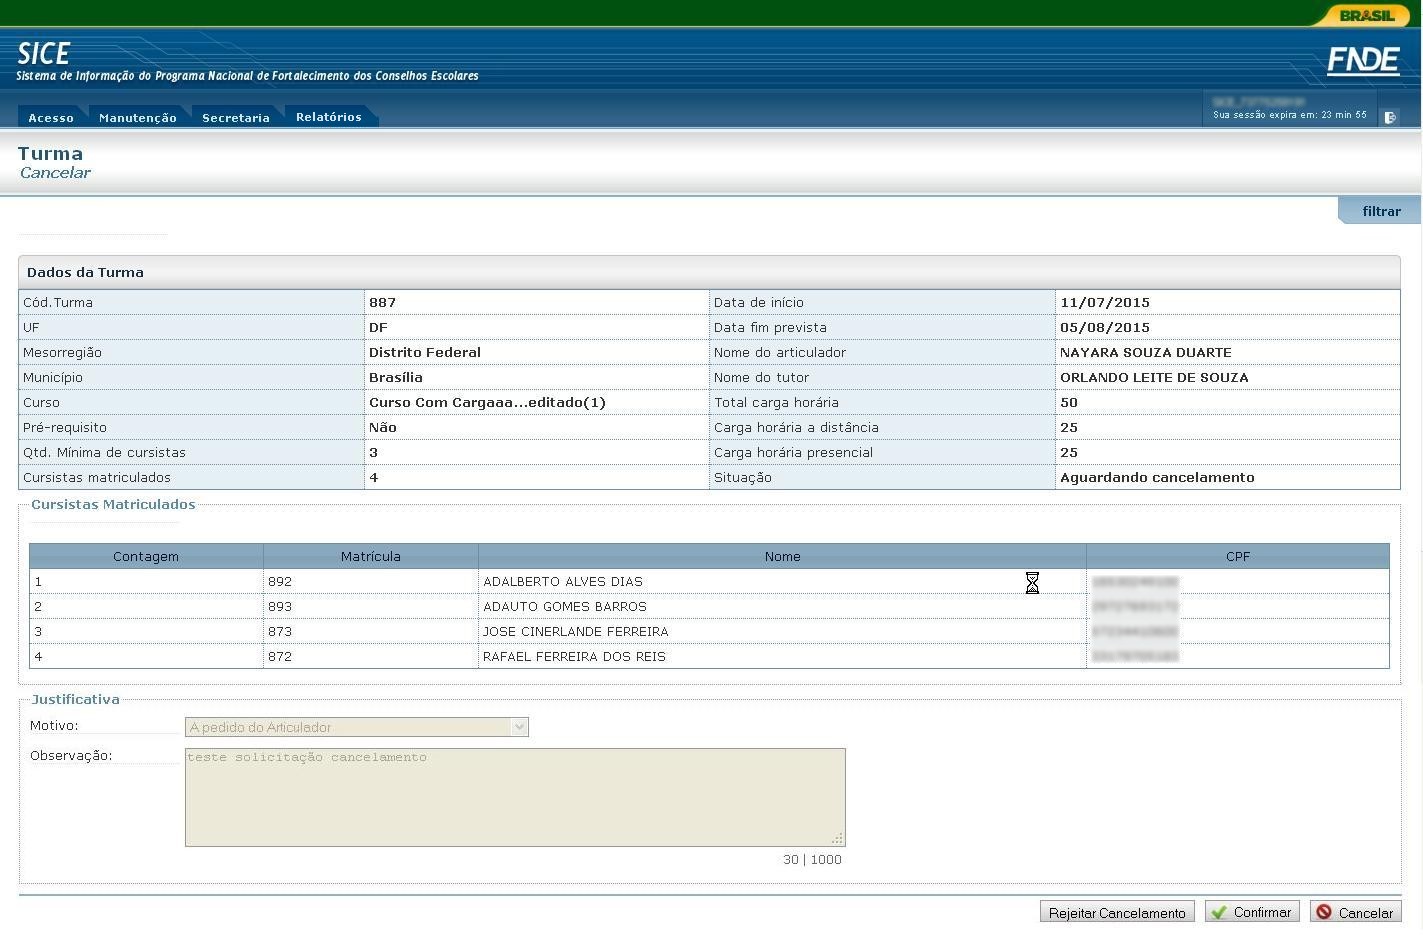 BRASIL
SICE
Sistema de Informação do Programa Nacional de Fortalecimento dos Conselhos Escolares
FNDE
Acesso Manutenção Secretaria Relatórios
Sua sessão expira em: 23 min 55
Turma
Cancelar
filtrar
Dados da Turma
Cód.Turma 887 Data de início 11/07/2015
UF DF Data fim prevista 05/08/2015
Mesorregião Distrito Federal Nome do articulador NAYARA SOUZA DUARTE
Município Brasília Nome do tutor ORLANDO LEITE DE SOUZA
Curso Curso Com Cargaaa...editado(1) Total carga horária 50
Pré-requisito Não Carga horária a distância 25
Qtd. Mínima de cursistas 3 Carga horária presencial 25
Cursistas matriculados 4 Situação Aguardando cancelamento
Cursistas Matriculados
Contagem Matrícula Nome CPF
1 892 ADALBERTO ALVES DIAS
2 893 ADAUTO GOMES BARROS
3 873 JOSE CINERLANDE FERREIRA
4 872 RAFAEL FERREIRA DOS REIS
Justificativa
Motivo: A pedido do Articulador
Observação: teste solicitação cancelamento
30 | 1000
Rejeitar Cancelamento Confirmar Cancelar